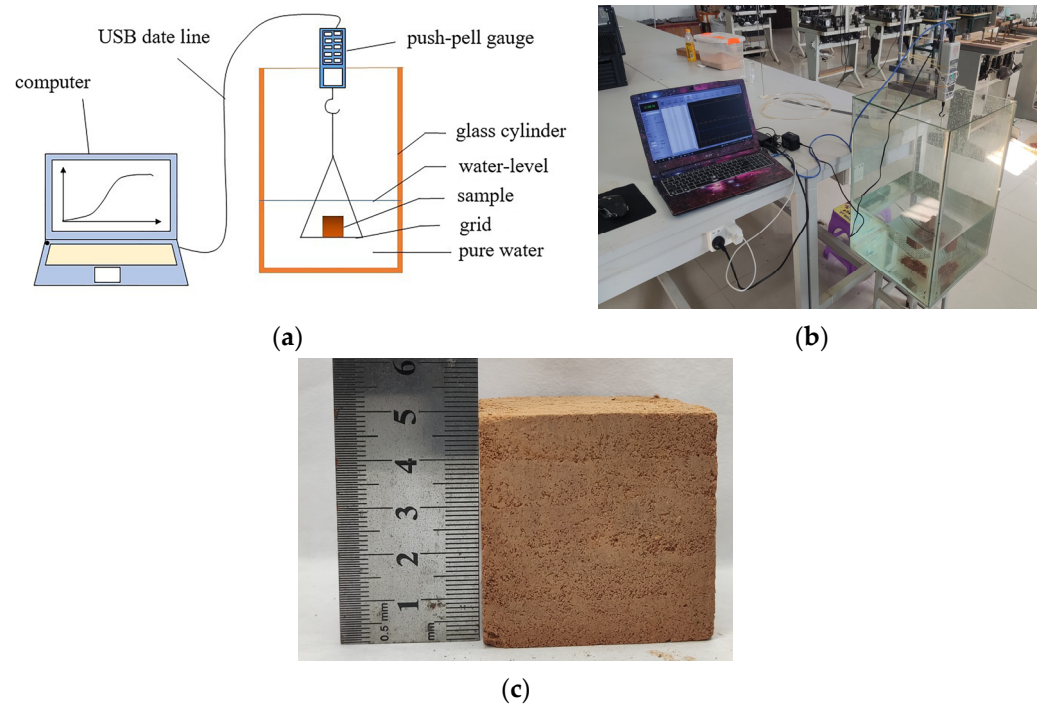 USB date line
push-pell gauge
computer
glass cylinder
water-level
sample
grid
pure water
(a)
(b)
6
5
4
3
2
1
0.5 mm
mm
(c)